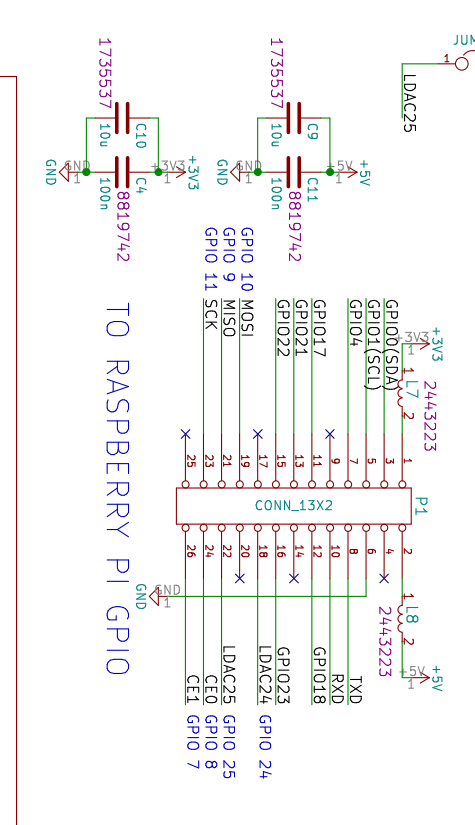 JUM
1
LDAC25
1735537
10u
C10
GND
GND
+3V3
+3V3
100n
C4
8819742
1735537
10u
C9
GND
GND
+5V
+5V
100n
C11
8819742
TO RASPBERRY PI GPIO
GPIO 10
GPIO 9
GPIO 11
MOSI
MISO
SCK
GPIO0(SDA)
GPIO1(SCL)
GPIO4
GPIO17
GPIO21
GPIO22
+3V3
1
+3V3
1
L7
2
2443223
25 23 21 19 17 15 13 11 9 7 5 3 1
CONN_13X2
P1
26 24 22 20 18 16 14 12 10 8 6 4 2
GND
GND
1
1
L8
2
2443223
+5V
1
+5V
TXD
RXD
GPIO18
GPIO23
LDAC24 GPIO 24
LDAC25 GPIO 25
CE0 GPIO 8
CE1 GPIO 7